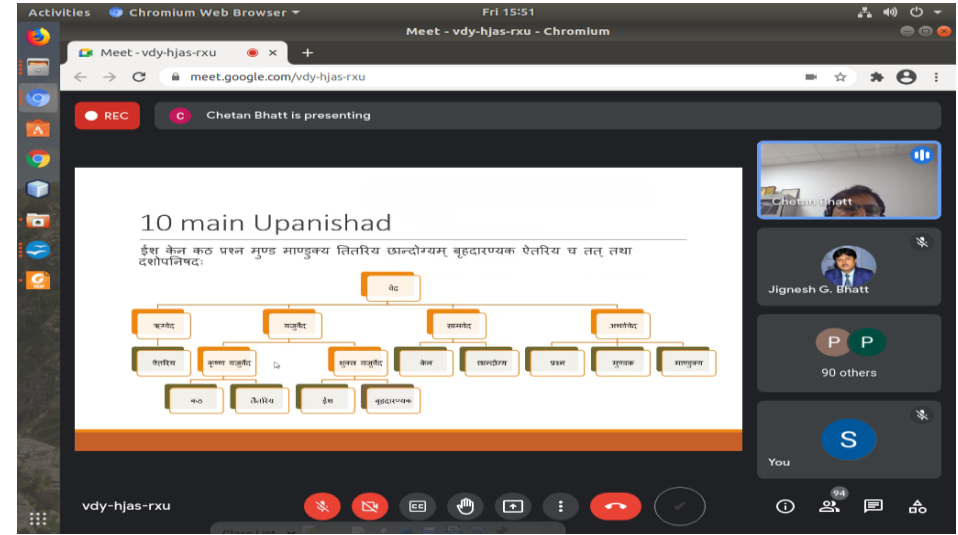 Activities Chromium Web Browser Fri 15:51
Meet - vdy-hjas-rxu - Chromium
Meet - vdy-hjas-rxu
meet.google.com/vdy-hjas-rxu
REC C Chetan Bhatt is presenting
Chetan Bhatt
10 main Upanishad
ईश केन कठ प्रश्न मुण्ड माण्डुक्य तितरिय छान्दोग्यम् बृहदारण्यक ऐतरिय च तत् तथा
दशोपनिषदः
वेद
ऋग्वेद यजुर्वेद सामवेद अथर्ववेद
ऐतरिय कृष्ण यजुर्वेद शुक्ल यजुर्वेद केन छान्दोग्य प्रश्न मुण्डक माण्डुक्य
कठ तैतरिय ईश बृहदारण्यक
Jignesh G. Bhatt
P P
90 others
S
You
vdy-hjas-rxu
CC
94